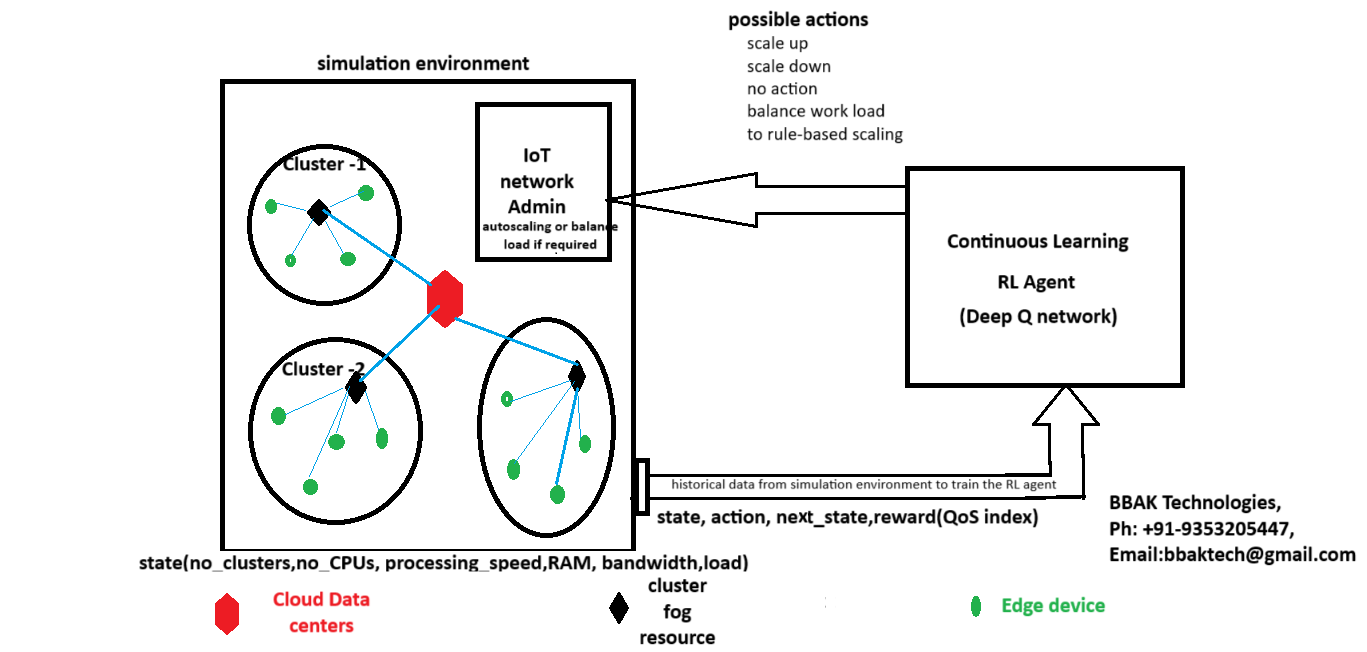 possible actions
scale up
scale down
no action
balance work load
to rule-based scaling
simulation environment
Cluster -1
IoT
network
Admin
autoscaling or balance
load if required
Continuous Learning
RL Agent
(Deep Q network)
Cluster -2
historical data from simulation environment to train the RL agent
state, action, next_state,reward(QoS index)
BBAK Technologies,
Ph: +91-9353205447,
Email:bbaktech@gmail.com
state(no_clusters,no_CPUs, processing_speed,RAM, bandwidth,load)
Cloud Data
centers
cluster
fog
resource
Edge device